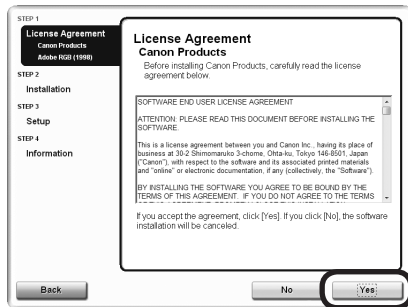 STEP 1
License Agreement
Canon Products
Adobe RGB (1998)
STEP 2
Installation
STEP 3
Setup
STEP 4
Information
License Agreement
Canon Products
Before installing Canon Products, carefully read the license
agreement below.
SOFTWARE END USER LICENSE AGREEMENT
ATTENTION: PLEASE READ THIS DOCUMENT BEFORE INSTALLING THE
SOFTWARE.
This is a license agreement between you and Canon Inc., having its place of
business at 30-2 Shimomaruko 3-chome, Ohta-ku, Tokyo 146-8501, Japan
("Canon"), with respect to the software and its associated printed materials
and "online" or electronic documentation, if any (collectively, the "Software").
BY INSTALLING THE SOFTWARE YOU AGREE TO BE BOUND BY THE
TERMS OF THIS AGREEMENT. IF YOU DO NOT AGREE TO THE TERMS
If you accept the agreement, click [Yes]. If you click [No], the software
installation will be canceled.
Back
No
Yes